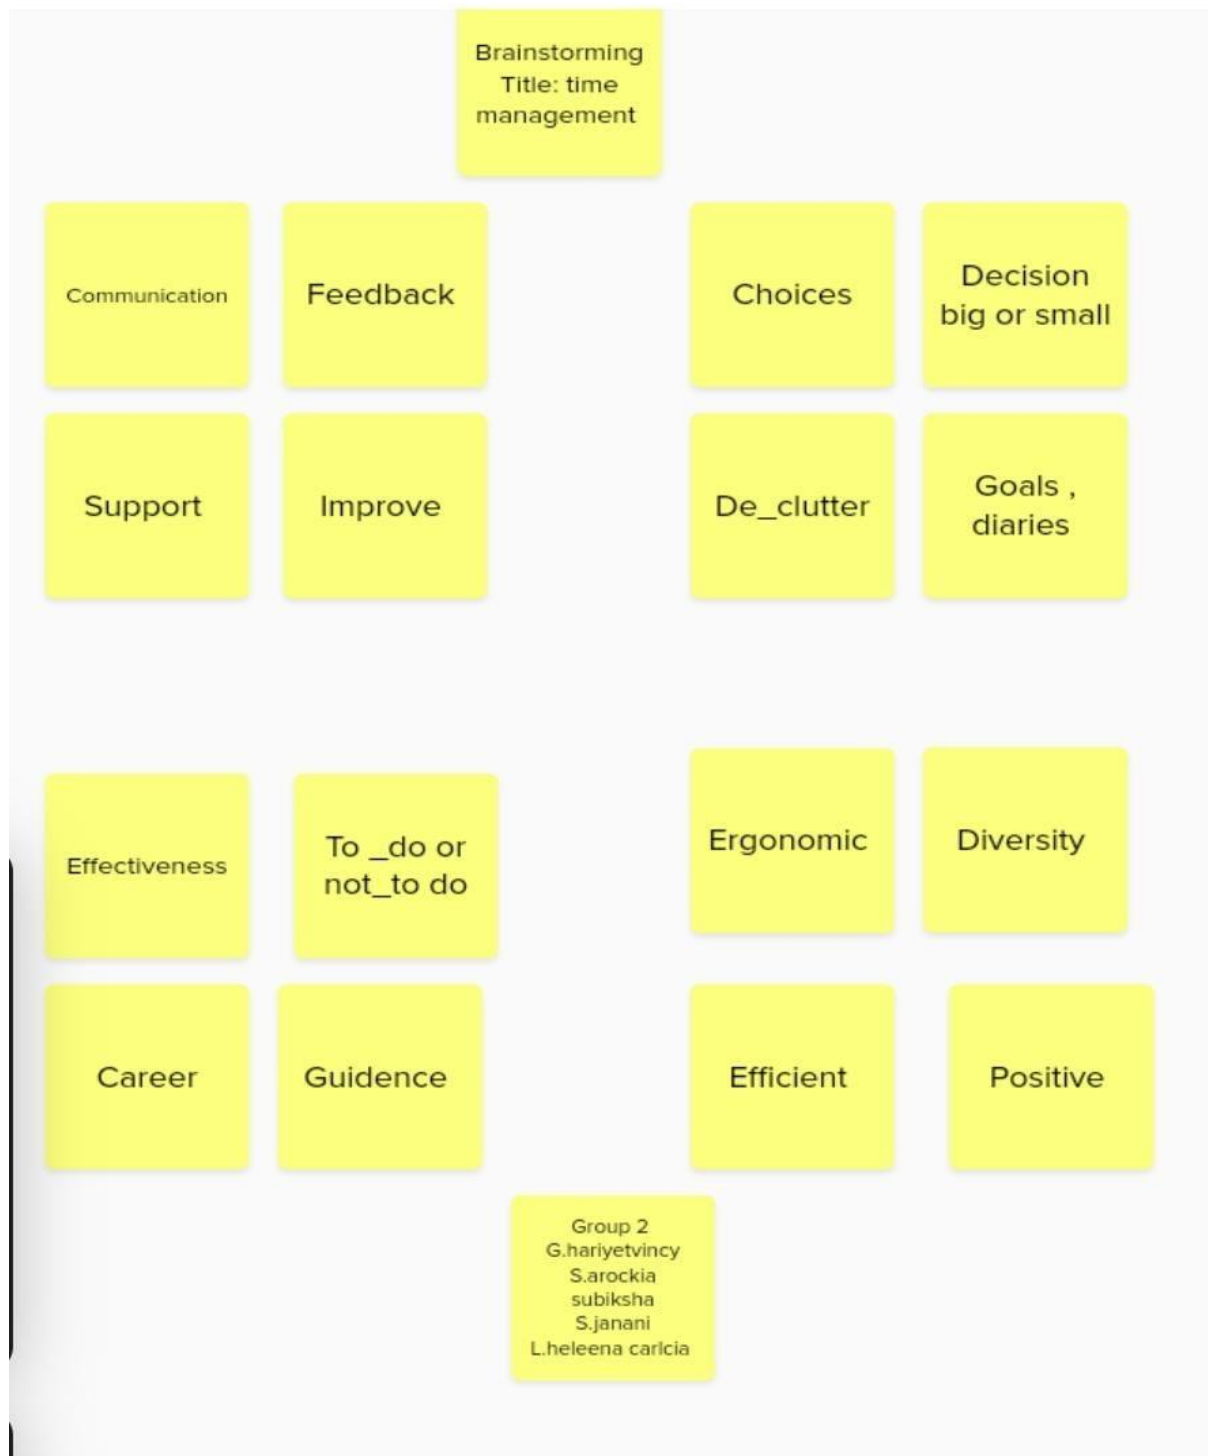 Brainstorming
Title: time
management
Communication
Feedback
Choices
Decision
big or small
Support
Improve
De_clutter
Goals ,
diaries
Effectiveness
To _do or
not_to do
Ergonomic
Diversity
Career
Guidence
Efficient
Positive
Group 2
G.hariyetvincy
S.arockia
subiksha
S.janani
L.heleena carlcia